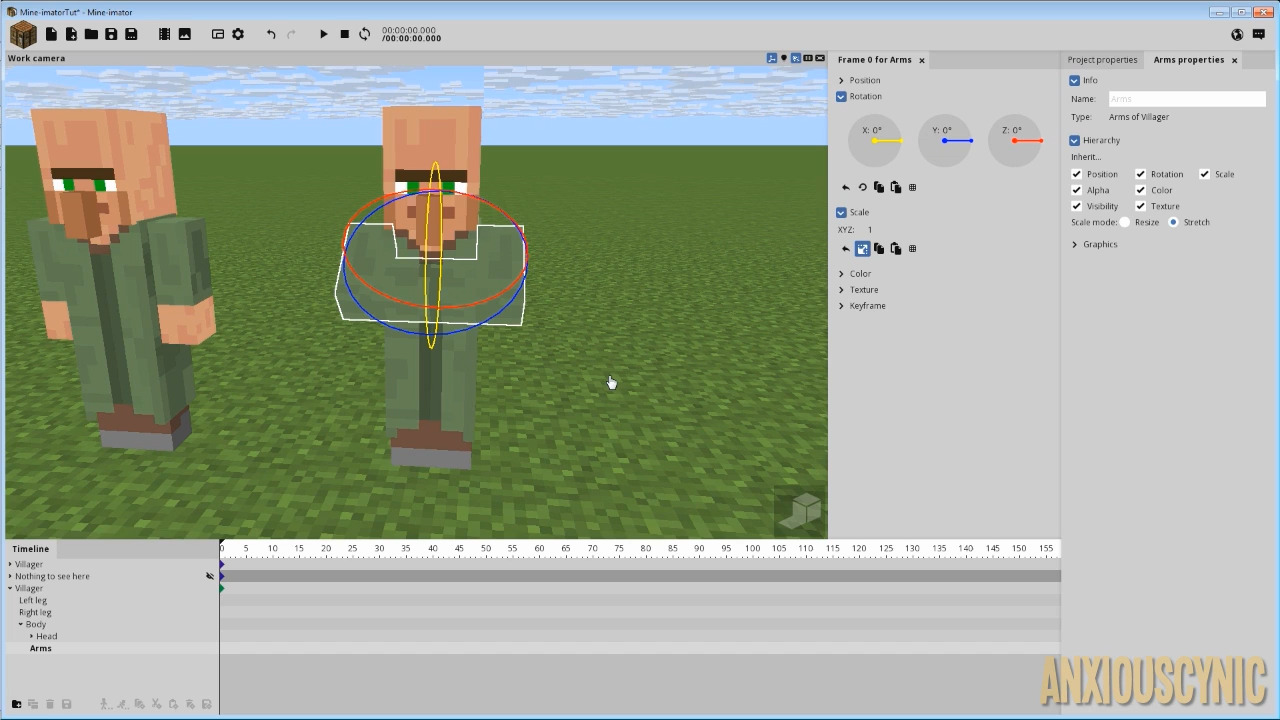 Mine-imatorTut* - Mine-imator
00:00:00.000
/00:00:00.000
Work camera
Frame 0 for Arms
Position
Rotation
X: 0° Y: 0° Z: 0°
Scale
XYZ: 1
Color
Texture
Keyframe
Project properties Arms properties
Info
Name: Arms
Type: Arms of Villager
Hierarchy
Inherit...
Position Rotation Scale
Alpha Color
Visibility Texture
Scale mode: Resize Stretch
Graphics
Timeline
0 5 10 15 20 25 30 35 40 45 50 55 60 65 70 75 80 85 90 95 100 105 110 115 120 125 130 135 140 145 150 155
Villager
Nothing to see here
Villager
Left leg
Right leg
Body
Head
Arms
ANXIOUSCYNIC